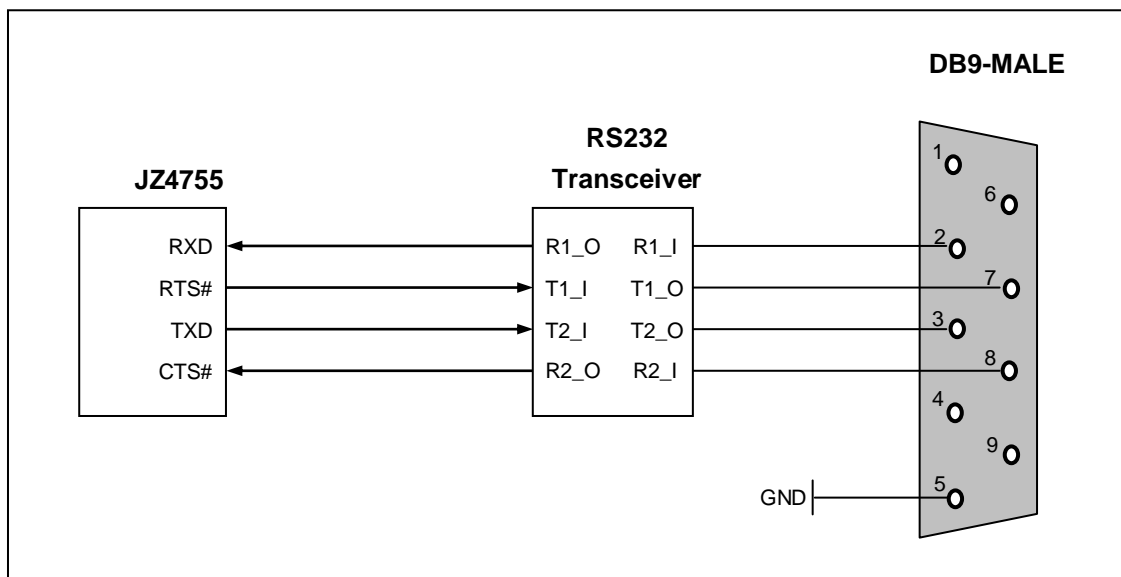 DB9-MALE
RS232
Transceiver
JZ4755
1
6
RXD
R1_O R1_I
2
RTS#
T1_I T1_O
7
TXD
T2_I T2_O
3
CTS#
R2_O R2_I
8
4
9
GND
5